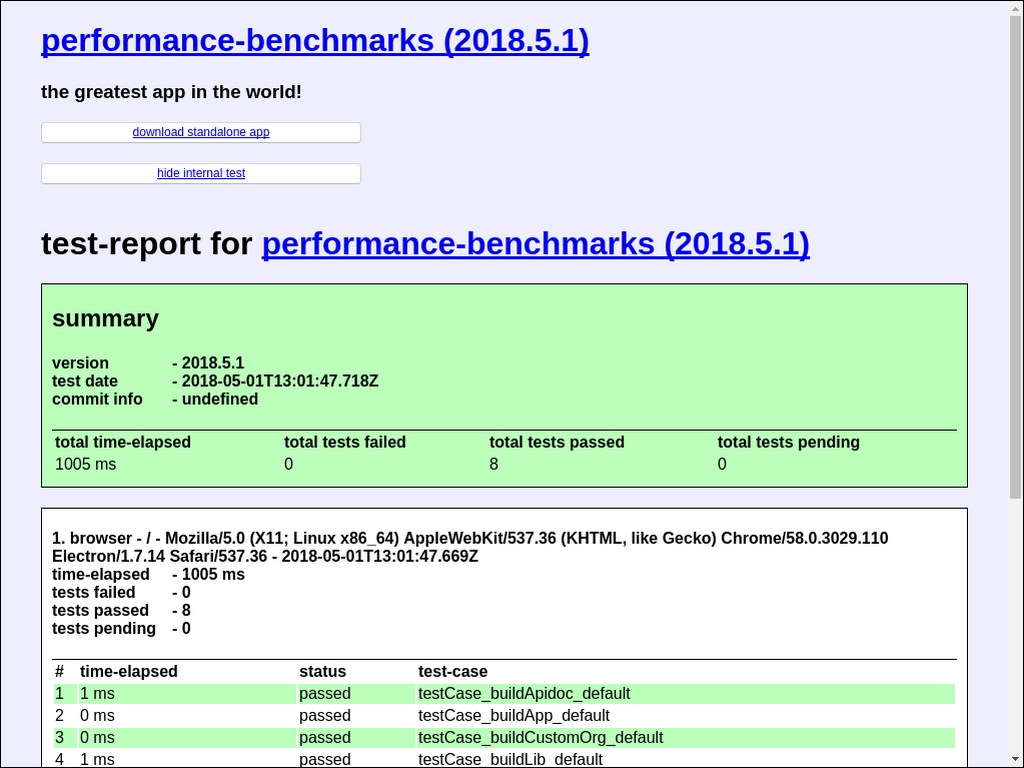 performance-benchmarks (2018.5.1)
the greatest app in the world!
download standalone app
hide internal test
test-report for performance-benchmarks (2018.5.1)
summary
version - 2018.5.1
test date - 2018-05-01T13:01:47.718Z
commit info - undefined
total time-elapsed total tests failed total tests passed total tests pending
1005 ms 0 8 0
1. browser - / - Mozilla/5.0 (X11; Linux x86_64) AppleWebKit/537.36 (KHTML, like Gecko) Chrome/58.0.3029.110
Electron/1.7.14 Safari/537.36 - 2018-05-01T13:01:47.669Z
time-elapsed - 1005 ms
tests failed - 0
tests passed - 8
tests pending - 0
# time-elapsed status test-case
1 1 ms passed testCase_buildApidoc_default
2 0 ms passed testCase_buildApp_default
3 0 ms passed testCase_buildCustomOrg_default
4 1 ms passed testCase_buildLib_default